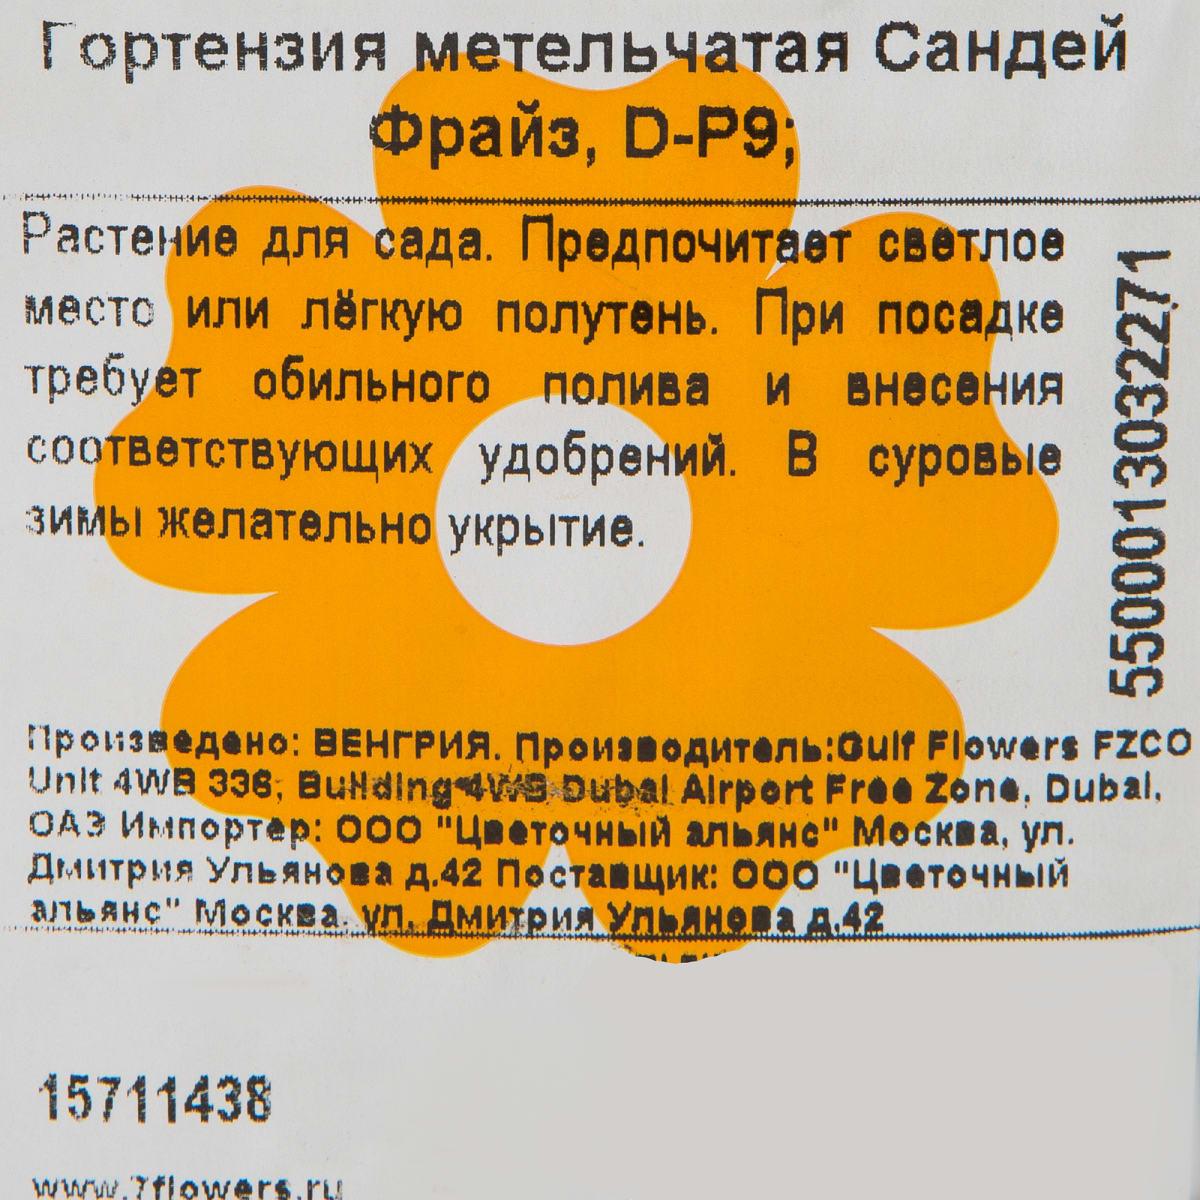 Гортензия метельчатая Сандей
Фрайз, D-P9;
Растение для сада. Предпочитает светлое
место или лёгкую полутень. При посадке
требует обильного полива и внесения
соответствующих удобрений. В суровые
зимы желательно укрытие.
5500013032271
Произведено: ВЕНГРИЯ. Производитель:Gulf Flowers FZCO
Unit 4WB 336; Building 4WB Dubai Airport Free Zone, Dubai,
ОАЭ Импортер: ООО "Цветочный альянс" Москва, ул.
Дмитрия Ульянова д.42 Поставщик: ООО "Цветочный
альянс" Москва. ул. Дмитрия Ульянова д.42
15711438
www.7flowers.ru